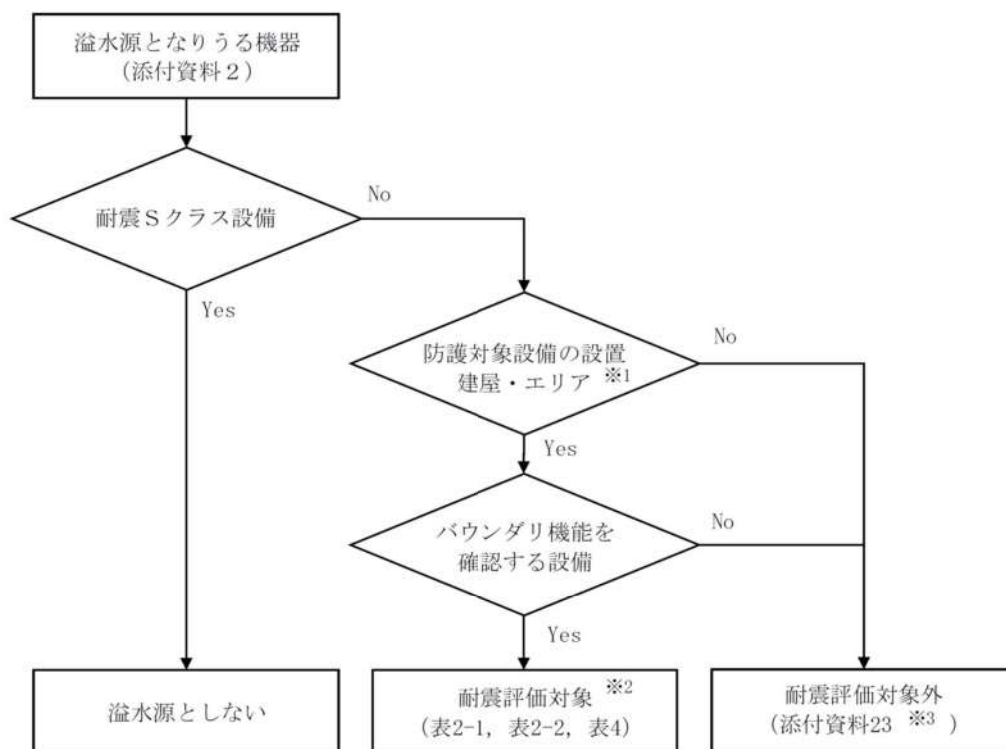 溢水源となりうる機器
（添付資料２）
耐震Ｓクラス設備
No
Yes
防護対象設備の設置
建屋・エリア ※1
No
Yes
バウンダリ機能を
確認する設備
No
Yes
溢水源としない
耐震評価対象 ※2
（表2-1, 表2-2, 表4）
耐震評価対象外
（添付資料23 ※3 ）